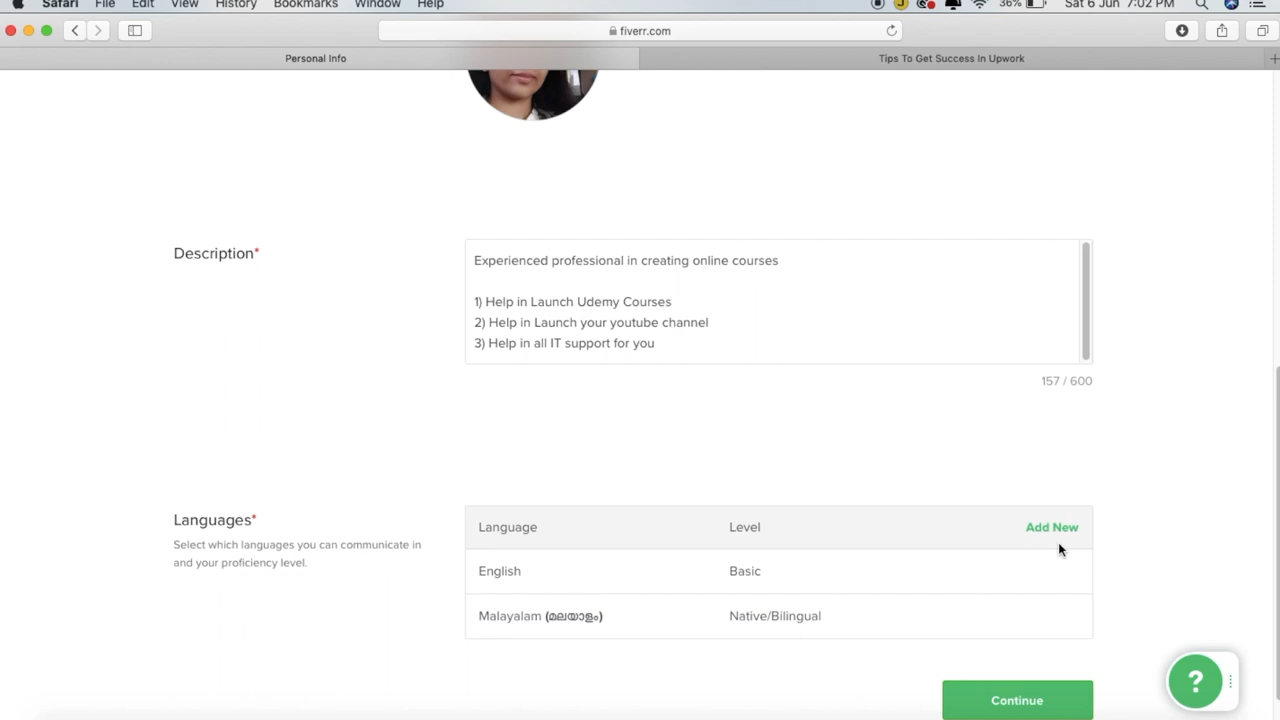 Safari File Edit View History Bookmarks Window Help 36% Sat 6 Jun 7:02 PM
fiverr.com
Personal Info Tips To Get Success In Upwork
Description*
Experienced professional in creating online courses
1) Help in Launch Udemy Courses
2) Help in Launch your youtube channel
3) Help in all IT support for you
157 / 600
Languages*
Select which languages you can communicate in
and your proficiency level.
Language Level Add New
English Basic
Malayalam (മലയാളം) Native/Bilingual
Continue
?